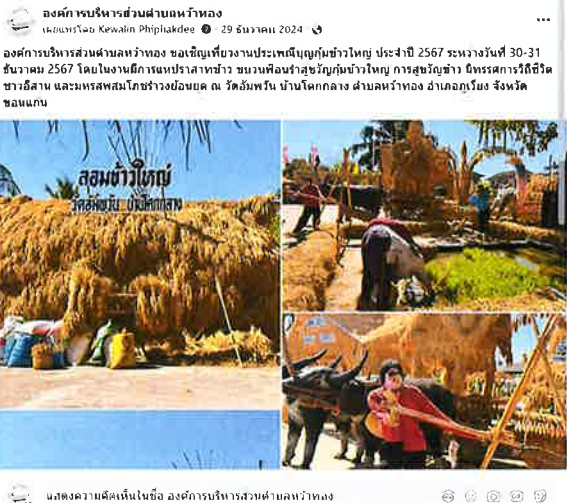 องค์การบริหารส่วนตำบลหว้าทอง
เผยแพร่โดย Kewalin Phiphakdee · 29 ธันวาคม 2024 ·
องค์การบริหารส่วนตำบลหว้าทอง ขอเชิญเที่ยวงานประเพณีบุญกุ้มข้าวใหญ่ ประจำปี 2567 ระหว่างวันที่ 30-31
ธันวาคม 2567 โดยในงานมีการแห่ปราสาทข้าว ขบวนฟ้อนรำสู่ขวัญกุ้มข้าวใหญ่ การสู่ขวัญข้าว นิทรรศการวิถีชีวิต
ชาวอีสาน และมหรสพสมโภชรำวงย้อนยุค ณ วัดอัมพวัน บ้านโคกกลาง ตำบลหว้าทอง อำเภอภูเวียง จังหวัด
ขอนแก่น
ลอมข้าวใหญ่
วัดอัมพวัน บ้านโคกกลาง
แสดงความคิดเห็นในชื่อ องค์การบริหารส่วนตำบลหว้าทอง